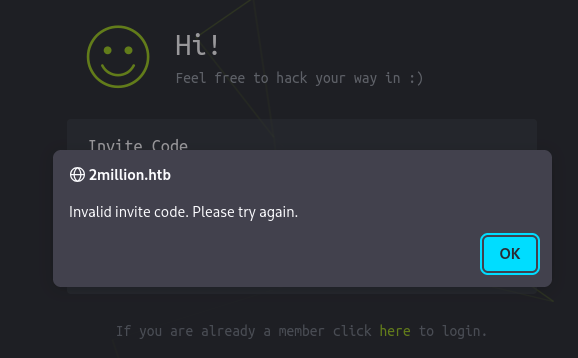 Hi!
Feel free to hack your way in :)
Invite Code
2million.htb
Invalid invite code. Please try again.
OK
If you are already a member click here to login.